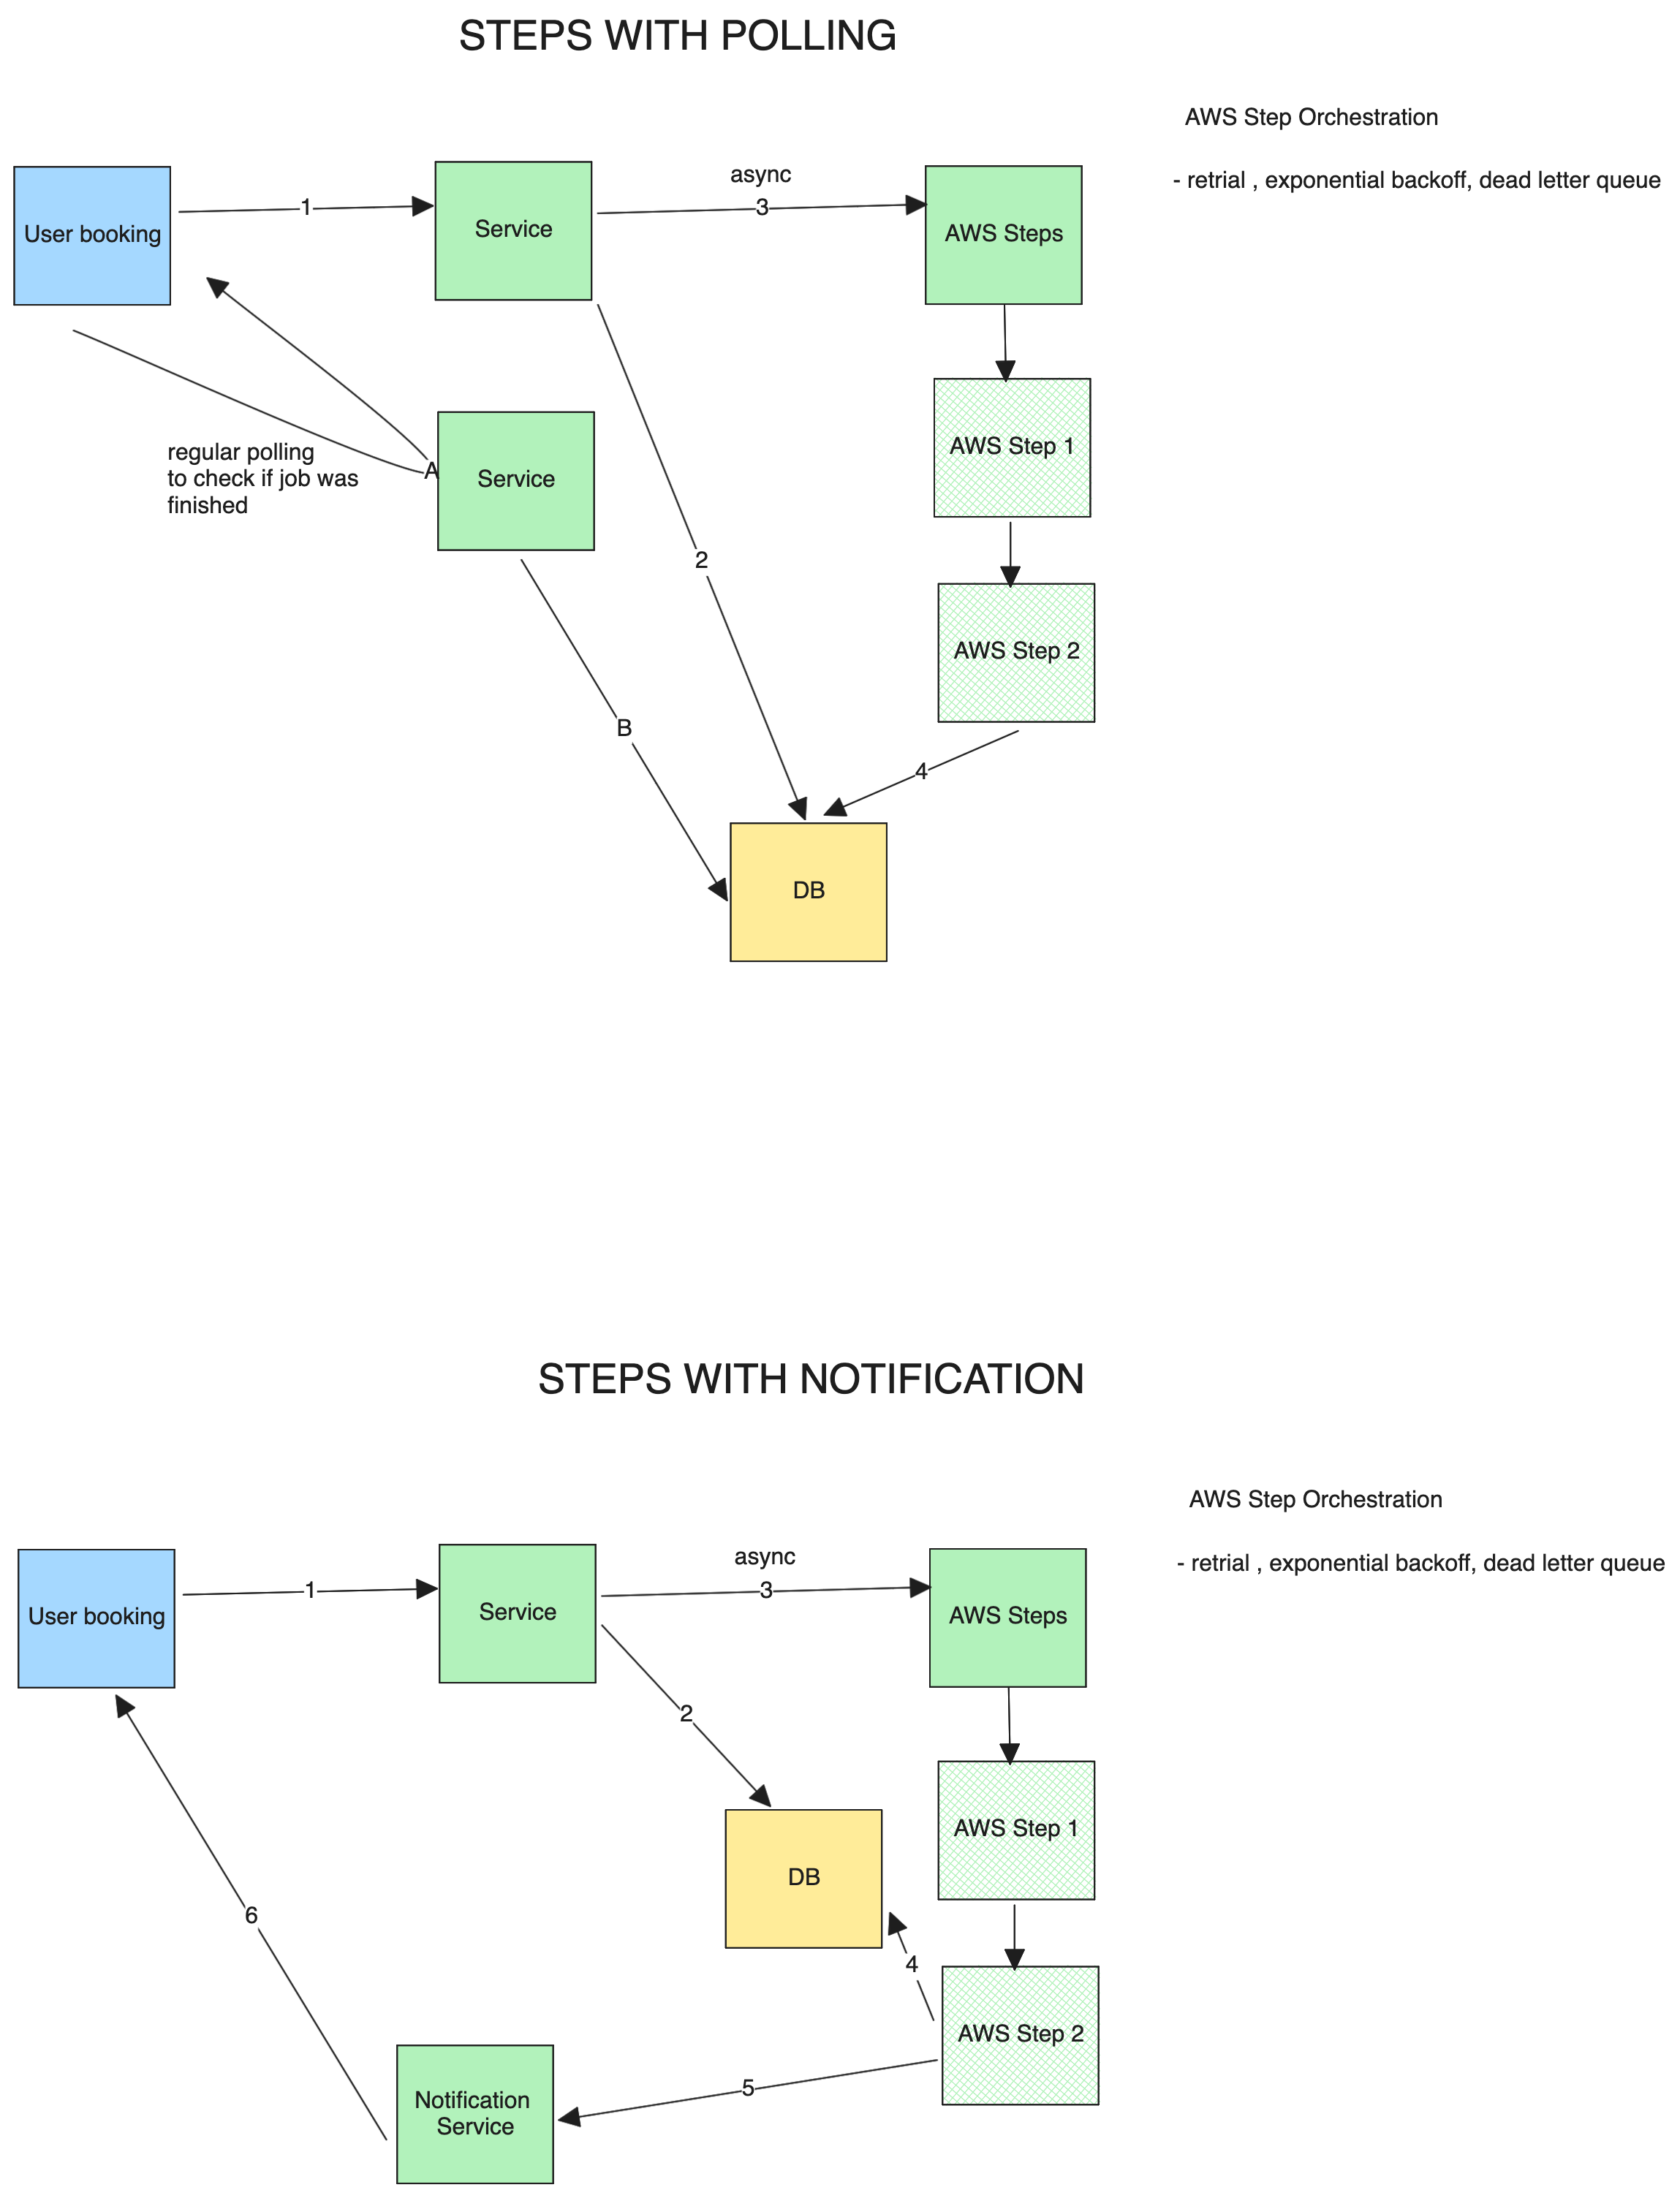 STEPS WITH POLLING
AWS Step Orchestration
- retrial , exponential backoff, dead letter queue
async
User booking
1
Service
3
AWS Steps
regular polling
to check if job was
finished
A
Service
AWS Step 1
2
AWS Step 2
B
4
DB
STEPS WITH NOTIFICATION
AWS Step Orchestration
- retrial , exponential backoff, dead letter queue
async
User booking
1
Service
3
AWS Steps
2
AWS Step 1
DB
6
4
AWS Step 2
5
Notification
Service